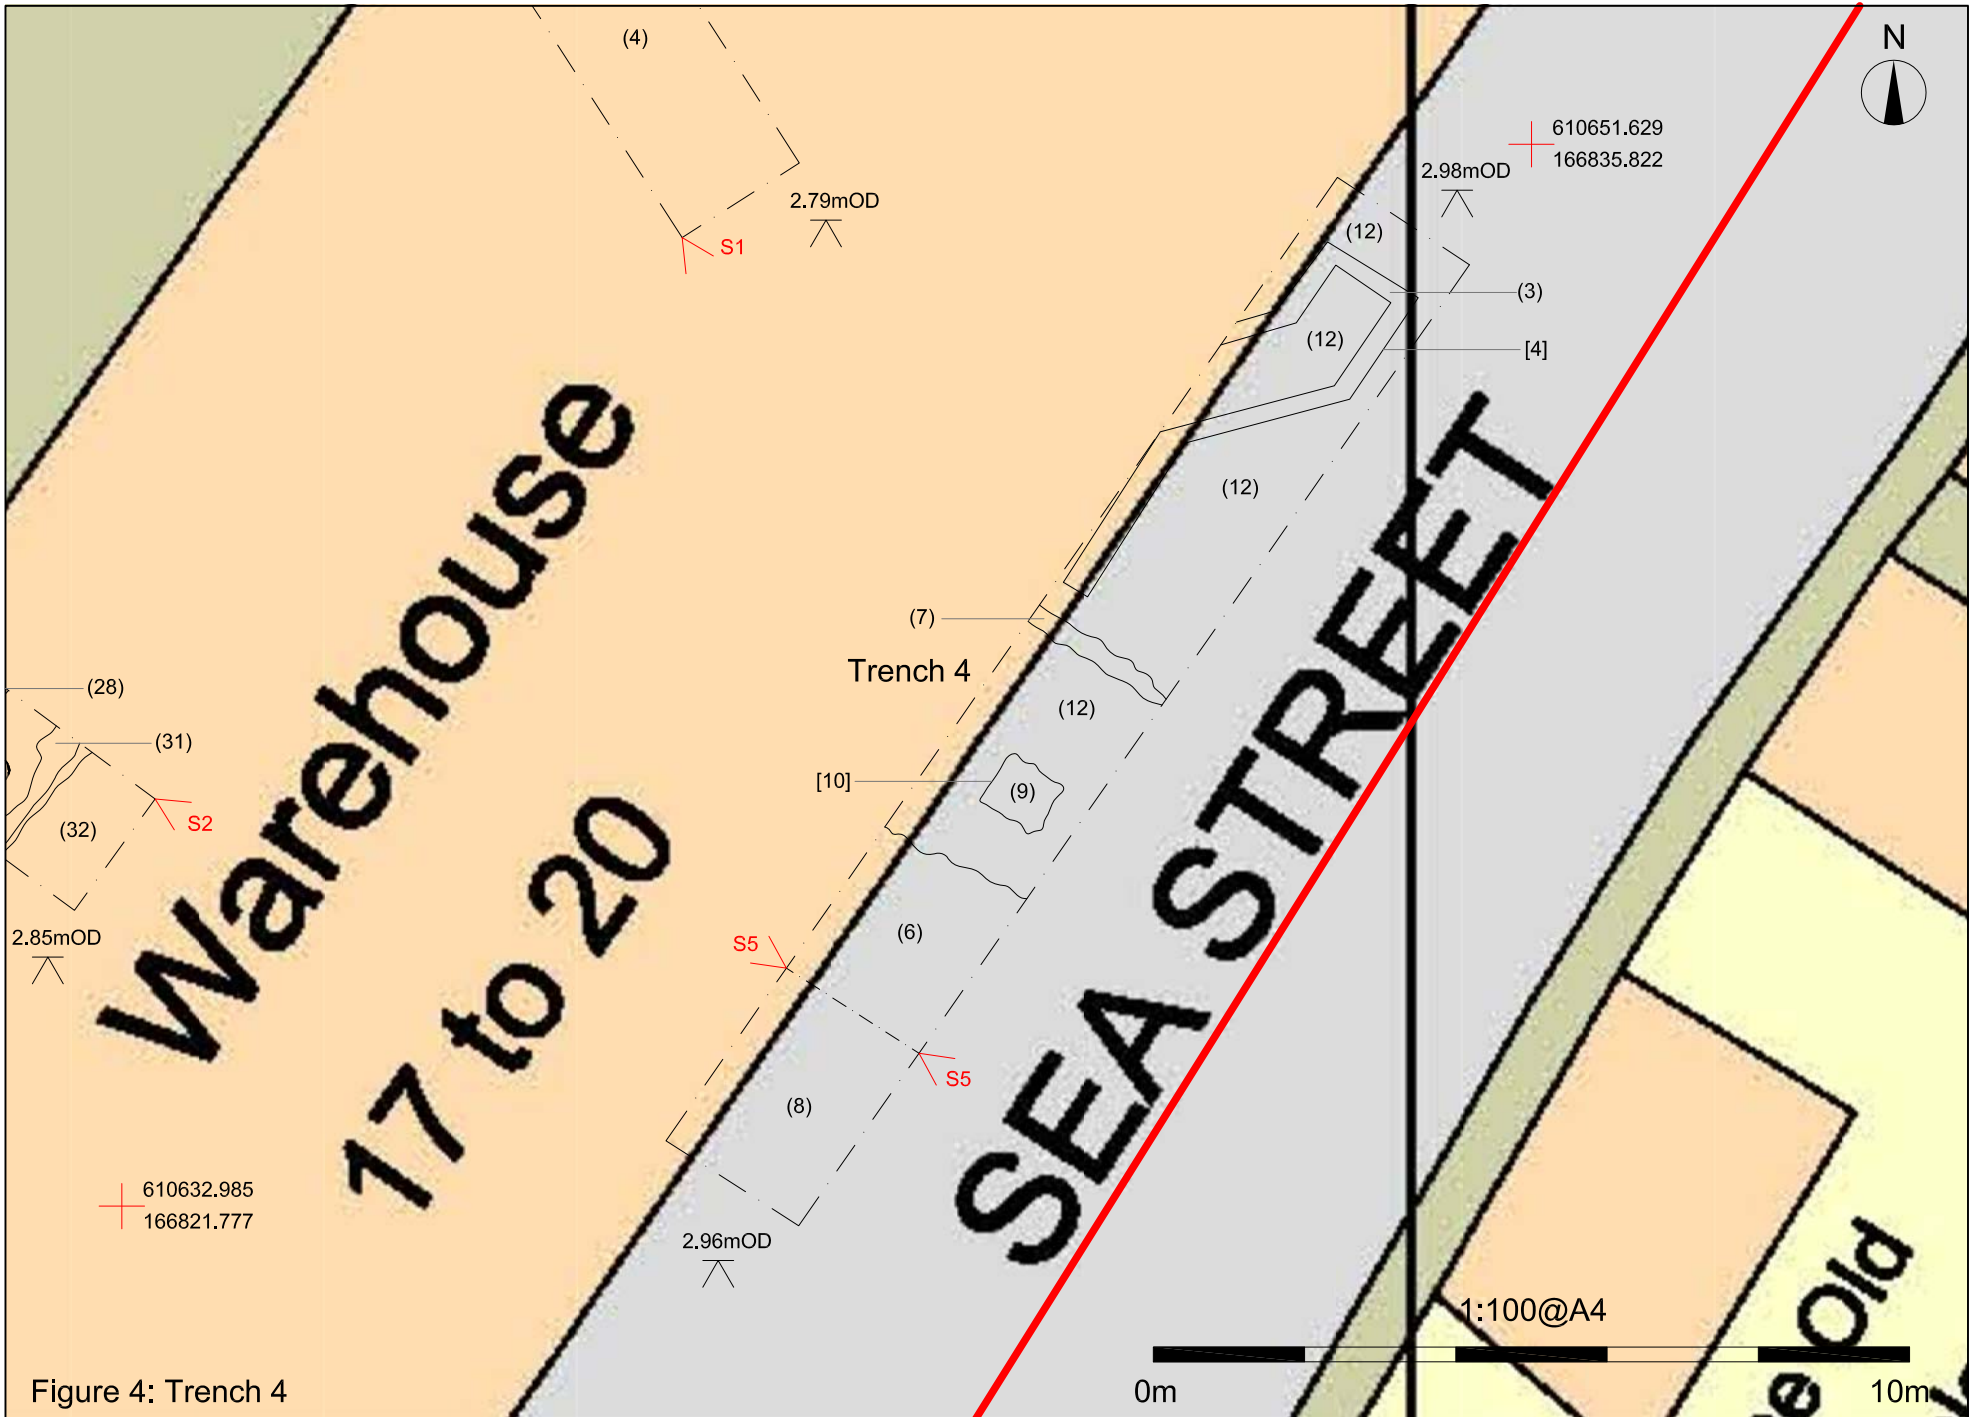 (4)
N
610651.629
166835.822
2.98mOD
2.79mOD
S1
(12)
(3)
(12)
[4]
(12)
(7)
Trench 4
(28)
(12)
(31)
[10]
(9)
S2
(32)
Warehouse
17 to 20
SEA STREET
2.85mOD
(6)
S5
S5
(8)
610632.985
166821.777
2.96mOD
1:100@A4
Old
0m
10m
Figure 4: Trench 4